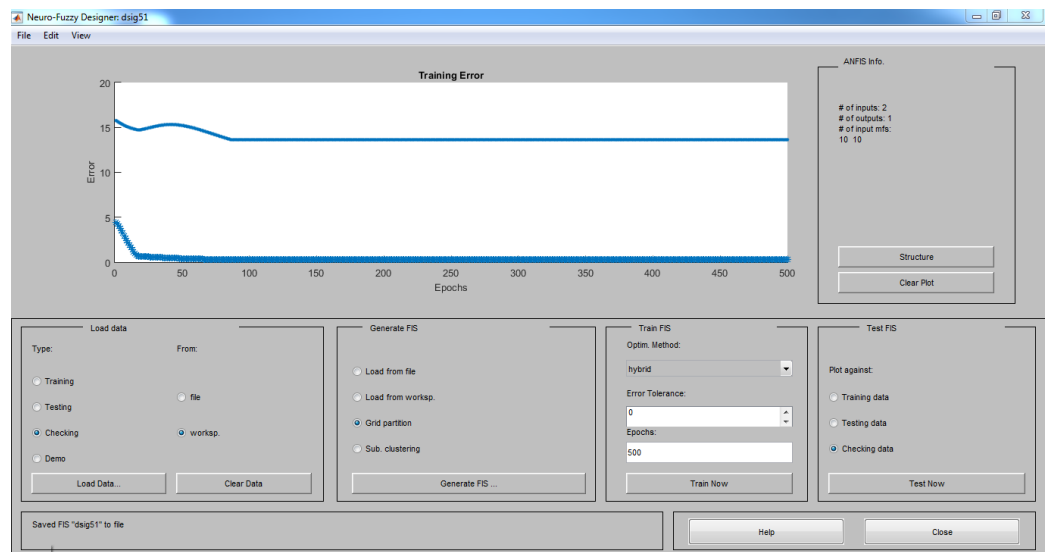 Neuro-Fuzzy Designer: dsig51
File Edit View
Training Error
20
15
10
5
0
Error
0 50 100 150 200 250 300 350 400 450 500
Epochs
ANFIS Info.
# of inputs: 2
# of outputs: 1
# of input mfs:
10 10
Structure
Clear Plot
Load data
Type:
From:
Training
Testing
Checking
Demo
file
worksp.
Load Data...
Clear Data
Generate FIS
Load from file
Load from worksp.
Grid partition
Sub. clustering
Generate FIS ...
Train FIS
Optim. Method:
hybrid
Error Tolerance:
0
Epochs:
500
Train Now
Test FIS
Plot against:
Training data
Testing data
Checking data
Test Now
Saved FIS "dsig51" to file
Help
Close